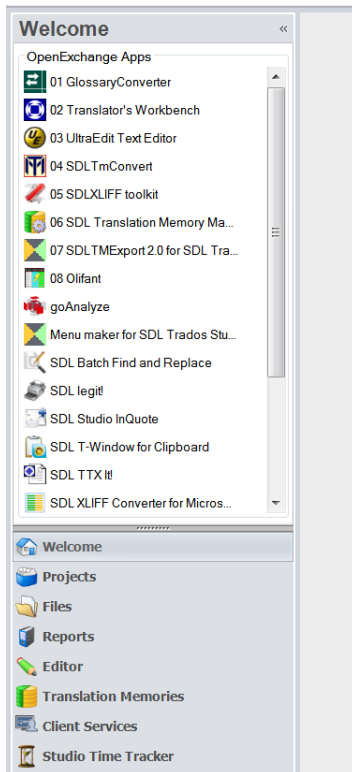 Welcome «
OpenExchange Apps
01 GlossaryConverter
02 Translator's Workbench
03 UltraEdit Text Editor
04 SDLTmConvert
05 SDLXLIFF toolkit
06 SDL Translation Memory Ma...
07 SDLTMExport 2.0 for SDL Tra...
08 Olifant
goAnalyze
Menu maker for SDL Trados Stu...
SDL Batch Find and Replace
SDL legit!
SDL Studio InQuote
SDL T-Window for Clipboard
SDL TTX It!
SDL XLIFF Converter for Micros...
Welcome
Projects
Files
Reports
Editor
Translation Memories
Client Services
Studio Time Tracker